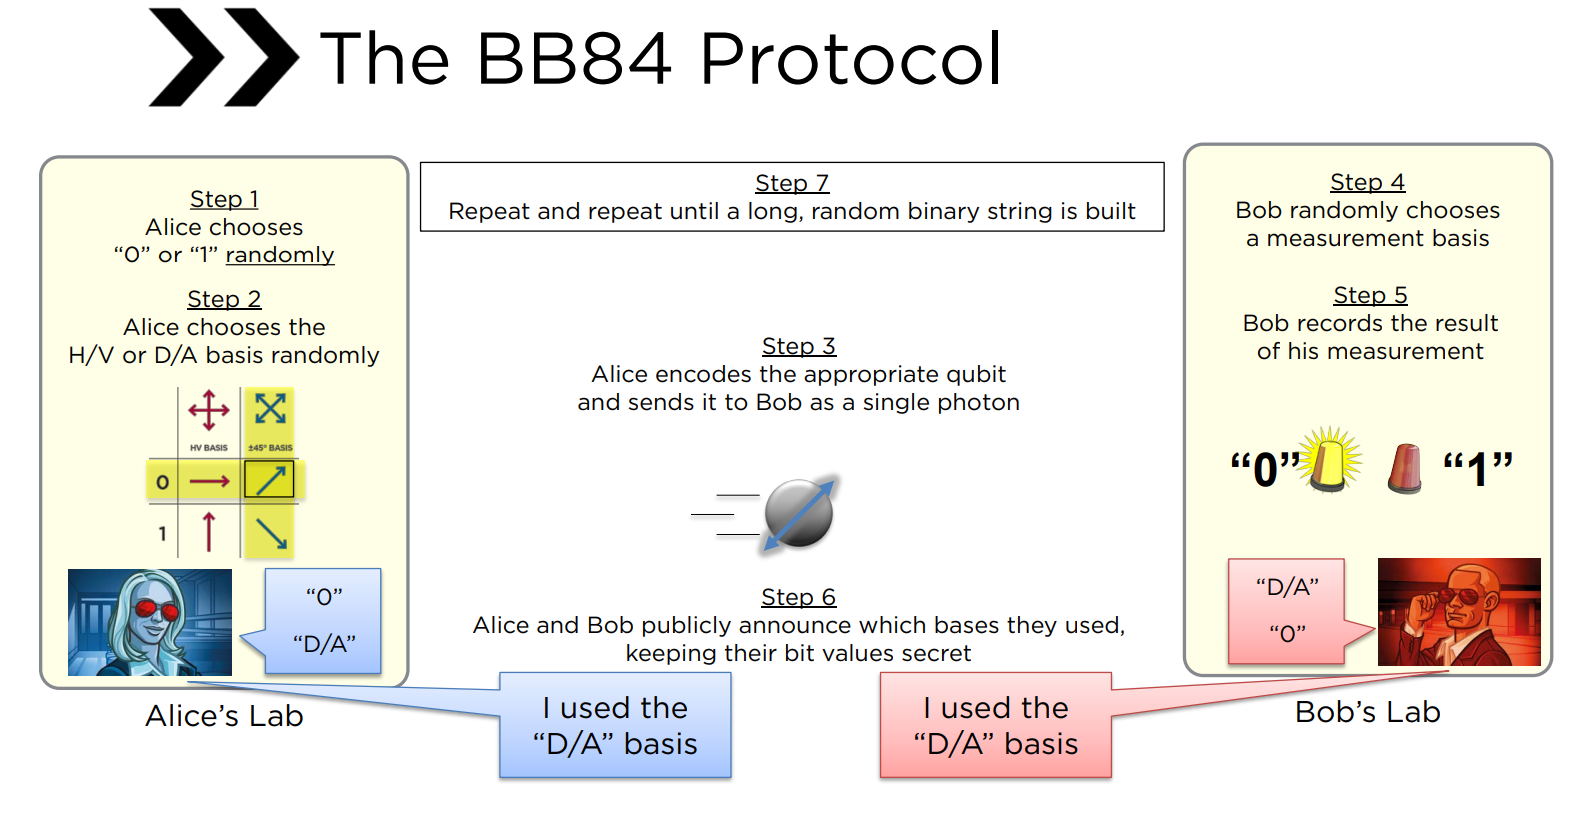 The BB84 Protocol
Step 1
Alice chooses
“0” or “1” randomly
Step 2
Alice chooses the
H/V or D/A basis randomly
HV BASIS ±45° BASIS
0
1
“0”
“D/A”
Alice’s Lab
Step 7
Repeat and repeat until a long, random binary string is built
Step 3
Alice encodes the appropriate qubit
and sends it to Bob as a single photon
Step 6
Alice and Bob publicly announce which bases they used,
keeping their bit values secret
I used the
“D/A” basis
I used the
“D/A” basis
Step 4
Bob randomly chooses
a measurement basis
Step 5
Bob records the result
of his measurement
“0” “1”
“D/A”
“0”
Bob’s Lab